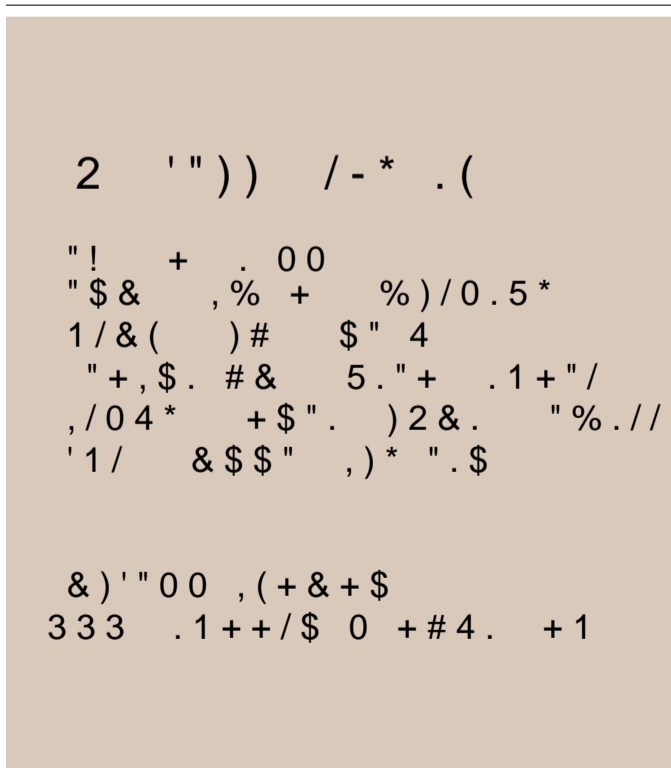 2 '")) /-* .(
"! + . 00
"$& ,% + %)/0.5*
1/&( )# $" 4
"+,$. #& 5."+ .1+"/
,/04* +$". )2&. "%.//
'1/ &$$" ,)* ".$
&)'"00 ,(+&+$
333 .1++/$ 0 +#4. +1